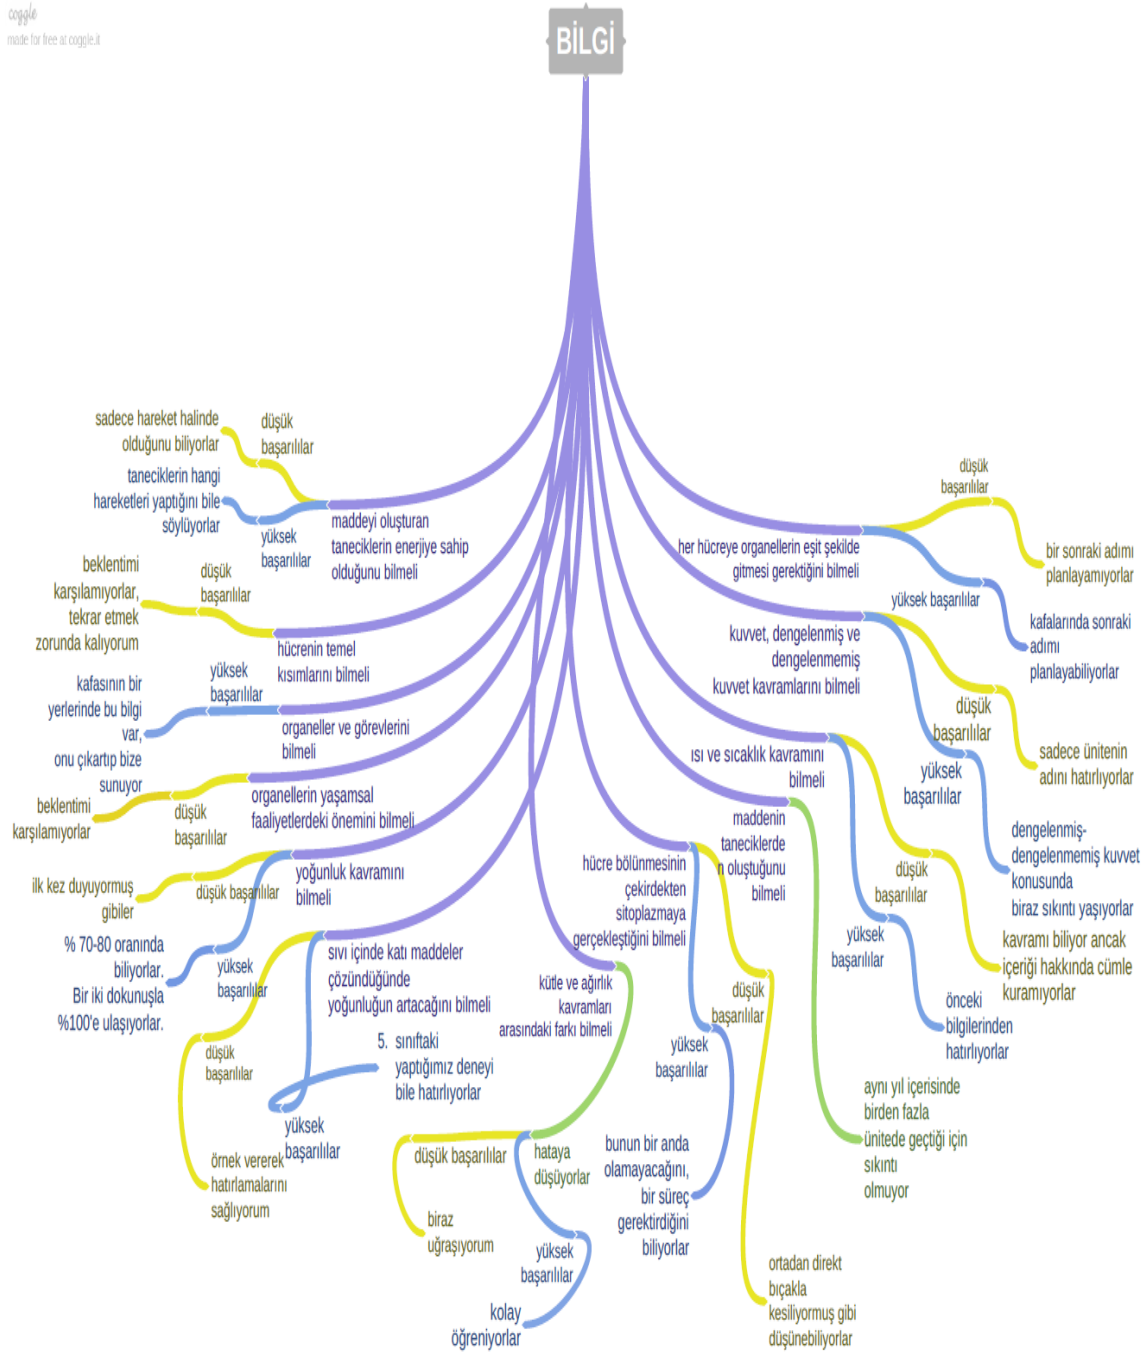 coggle
made for free at coggle.it
BİLGİ
sadece hareket halinde
olduğunu biliyorlar
düşük
başarılılar
taneciklerin hangi
hareketleri yaptığını bile
söylüyorlar
yüksek
başarılılar
maddeyi oluşturan
taneciklerin enerjiye sahip
olduğunu bilmeli
beklentimi
karşılamıyorlar,
tekrar etmek
zorunda kalıyorum
düşük
başarılılar
hücrenin temel
kısımlarını bilmeli
kafasının bir
yerlerinde bu bilgi
var,
onu çıkartıp bize
sunuyor
yüksek
başarılılar
organeller ve görevlerini
bilmeli
beklentimi
karşılamıyorlar
düşük
başarılılar
organellerin yaşamsal
faaliyetlerdeki önemini bilmeli
ilk kez duyuyormuş
gibiler
düşük başarılılar
yoğunluk kavramını
bilmeli
% 70-80 oranında
biliyorlar.
Bir iki dokunuşla
%100'e ulaşıyorlar.
yüksek
başarılılar
sıvı içinde katı maddeler
çözündüğünde
yoğunluğun artacağını bilmeli
düşük
başarılılar
örnek vererek
hatırlamalarını
sağlıyorum
5. sınıftaki
yaptığımız deneyi
bile hatırlıyorlar
yüksek
başarılılar
kütle ve ağırlık
kavramları
arasındaki farkı bilmeli
hataya
düşüyorlar
düşük başarılılar
biraz
uğraşıyorum
yüksek
başarılılar
kolay
öğreniyorlar
hücre bölünmesinin
çekirdekten
sitoplazmaya
gerçekleştiğini bilmeli
düşük
başarılılar
yüksek
başarılılar
bunun bir anda
olamayacağını,
bir süreç
gerektirdiğini
biliyorlar
ortadan direkt
bıçakla
kesiliyormuş gibi
düşünebiliyorlar
maddenin
taneciklerde
n oluştuğunu
bilmeli
aynı yıl içerisinde
birden fazla
ünitede geçtiği için
sıkıntı
olmuyor
ısı ve sıcaklık kavramını
bilmeli
düşük
başarılılar
kavramı biliyor ancak
içeriği hakkında cümle
kuramıyorlar
yüksek
başarılılar
önceki
bilgilerinden
hatırlıyorlar
kuvvet, dengelenmiş ve
dengelenmemiş
kuvvet kavramlarını bilmeli
düşük
başarılılar
sadece ünitenin
adını hatırlıyorlar
yüksek
başarılılar
dengelenmiş-
dengelenmemiş kuvvet
konusunda
biraz sıkıntı yaşıyorlar
her hücreye organellerin eşit şekilde
gitmesi gerektiğini bilmeli
düşük
başarılılar
bir sonraki adımı
planlayamıyorlar
yüksek başarılılar
kafalarında sonraki
adımı
planlayabiliyorlar